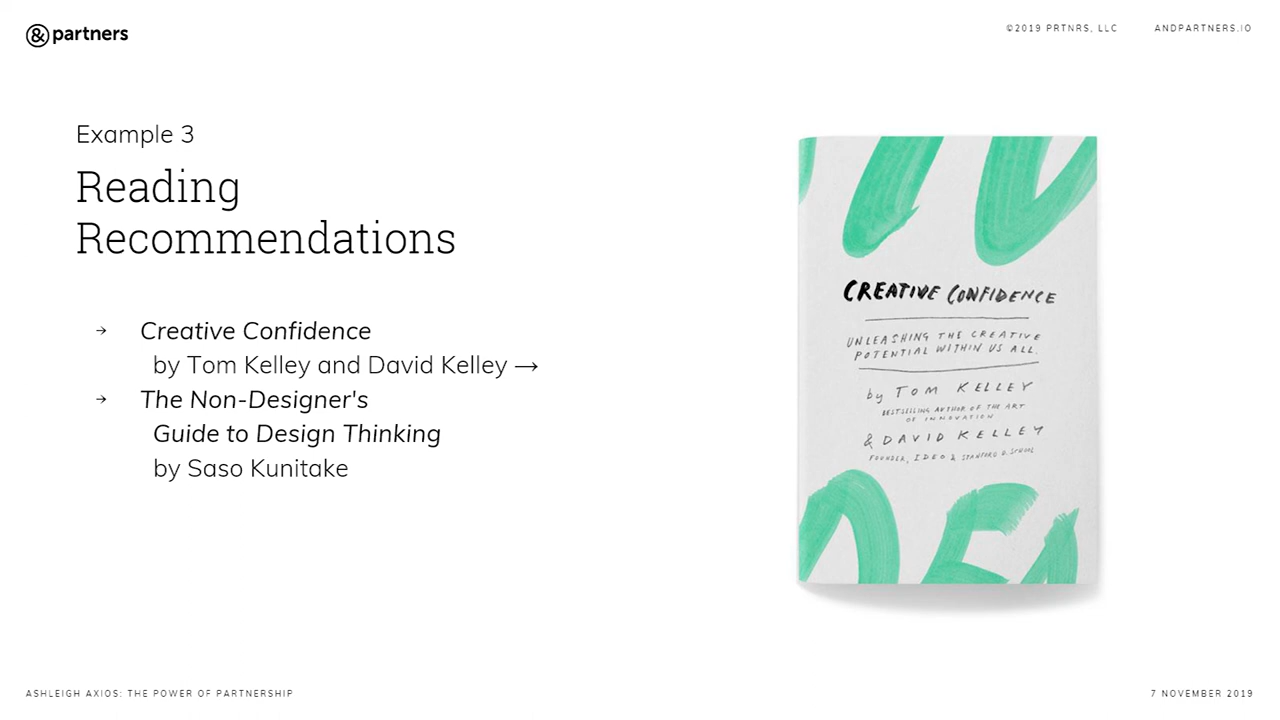 & partners
©2019 PRTNRS, LLC
ANDPARTNERS.IO
Example 3
Reading
Recommendations
→ Creative Confidence
by Tom Kelley and David Kelley →
→ The Non-Designer's
Guide to Design Thinking
by Saso Kunitake
CREATIVE CONFIDENCE
UNLEASHING THE CREATIVE
POTENTIAL WITHIN US ALL.
by TOM KELLEY
BESTSELLING AUTHOR OF THE ART
OF INNOVATION
& DAVID KELLEY
FOUNDER, IDEO & STANFORD D.SCHOOL
ASHLEIGH AXIOS: THE POWER OF PARTNERSHIP
7 NOVEMBER 2019